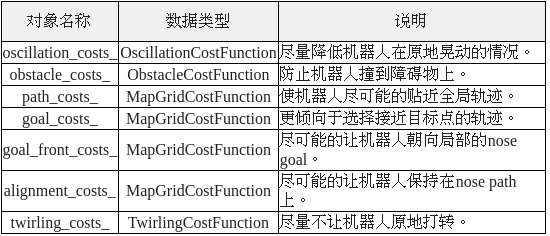 对象名称 数据类型 说明
oscillation_costs_ OscillationCostFunction 尽量降低机器人在原地晃动的情况。
obstacle_costs_ ObstacleCostFunction 防止机器人撞到障碍物上。
path_costs_ MapGridCostFunction 使机器人尽可能的贴近全局轨迹。
goal_costs_ MapGridCostFunction 更倾向于选择接近目标点的轨迹。
goal_front_costs_ MapGridCostFunction 尽可能的让机器人朝向局部的nose
goal。
alignment_costs_ MapGridCostFunction 尽可能的让机器人保持在nose path
上。
twirling_costs_ TwirlingCostFunction 尽量不让机器人原地打转。